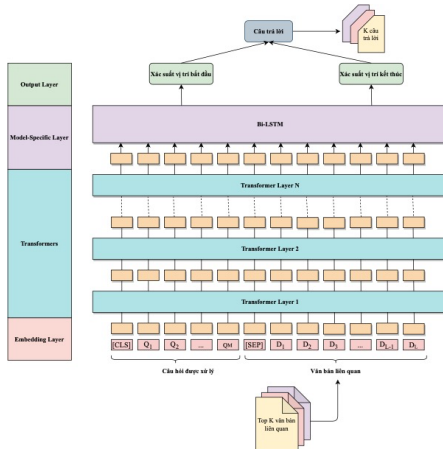 Câu trả lời
K câu
trả lời
Output Layer
Xác suất vị trí bắt đầu
Xác suất vị trí kết thúc
Model-Specific Layer
Bi-LSTM
Transformers
Transformer Layer N
Transformer Layer 2
Transformer Layer 1
Embedding Layer
[CLS] Q1 Q2 ... QM [SEP] D1 D2 D3 ... DL-1 DL
Câu hỏi được xử lý
Văn bản liên quan
Top K văn bản
liên quan